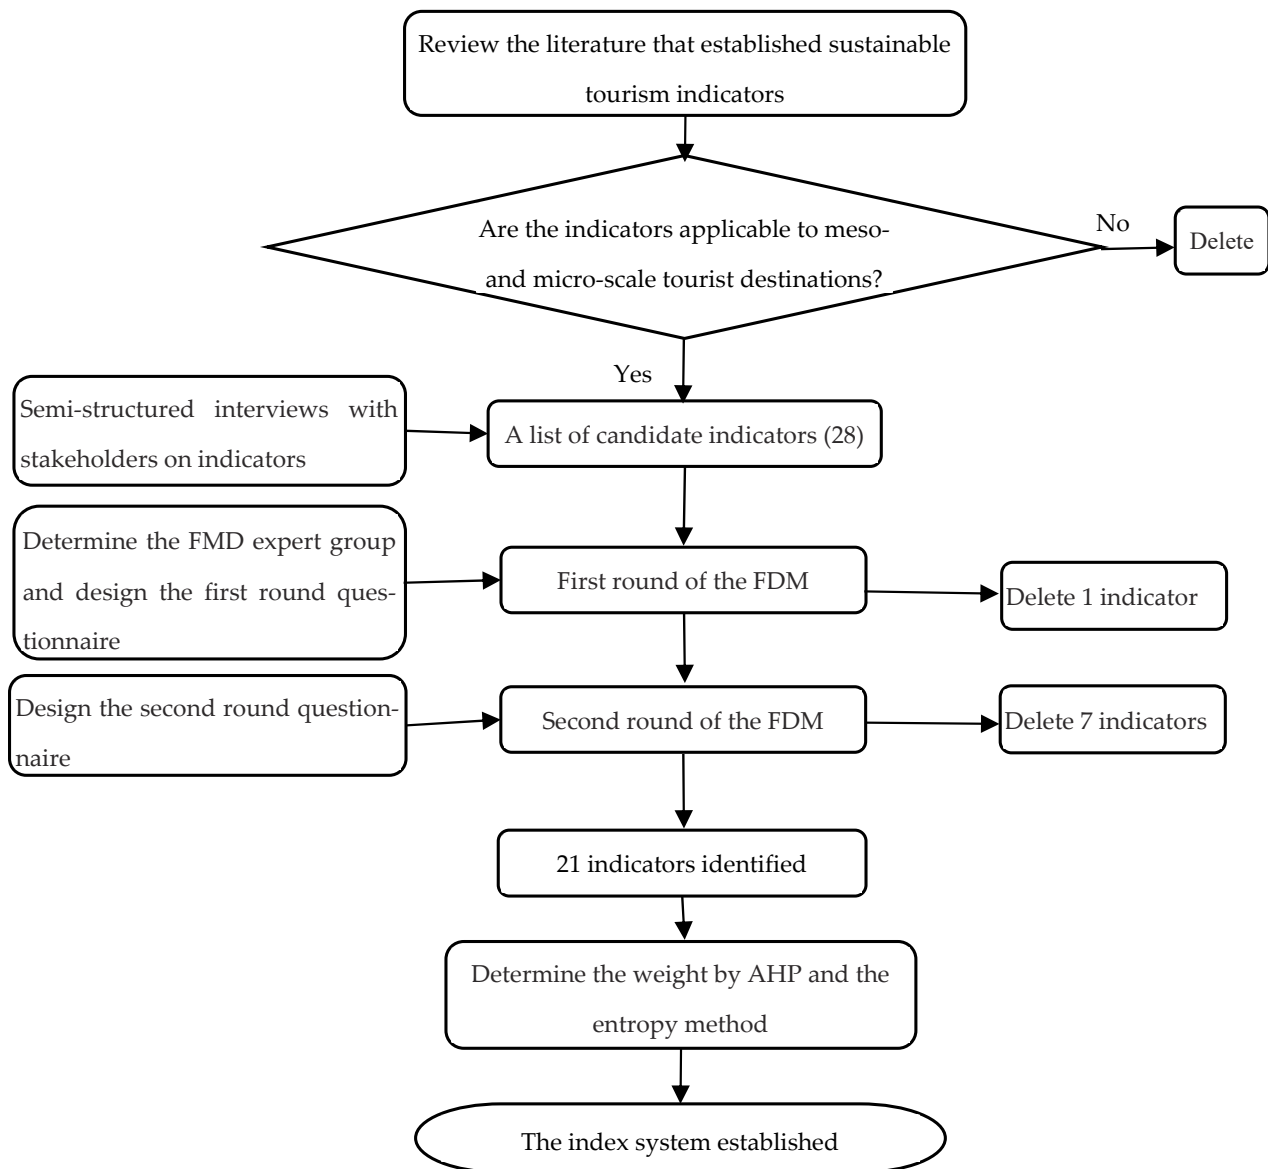 Review the literature that established sustainable
tourism indicators
Are the indicators applicable to meso-
and micro-scale tourist destinations?
No
Delete
Yes
Semi-structured interviews with
stakeholders on indicators
A list of candidate indicators (28)
Determine the FMD expert group
and design the first round ques-
tionnaire
First round of the FDM
Delete 1 indicator
Design the second round question-
naire
Second round of the FDM
Delete 7 indicators
21 indicators identified
Determine the weight by AHP and the
entropy method
The index system established